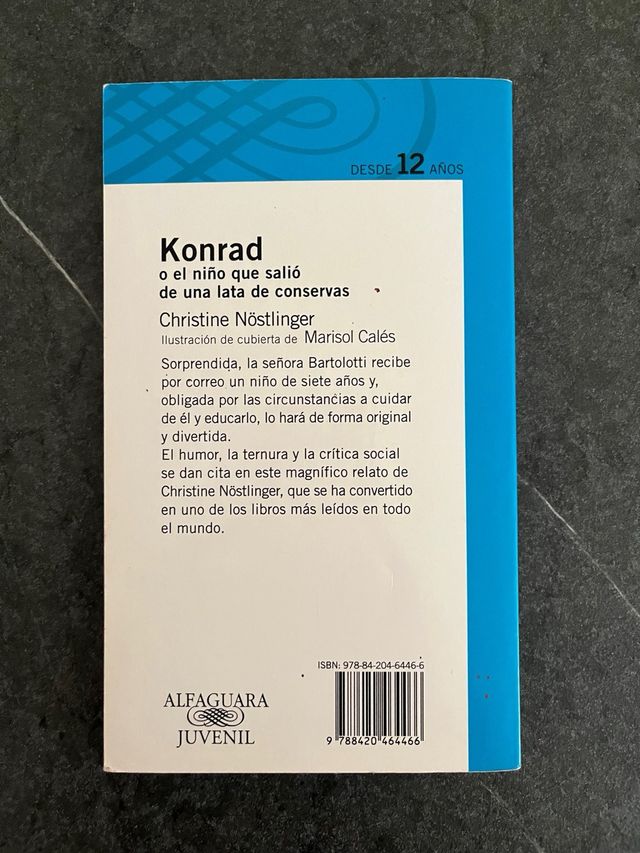 DESDE 12 AÑOS
Konrad
o el niño que salió
de una lata de conservas
Christine Nöstlinger
Ilustración de cubierta de Marisol Calés
Sorprendida, la señora Bartolotti recibe
por correo un niño de siete años y,
obligada por las circunstancias a cuidar
de él y educarlo, lo hará de forma original
y divertida.
El humor, la ternura y la crítica social
se dan cita en este magnífico relato de
Christine Nöstlinger, que se ha convertido
en uno de los libros más leídos en todo
el mundo.
ISBN: 978-84-204-6446-6
ALFAGUARA
JUVENIL
9 788420 464466